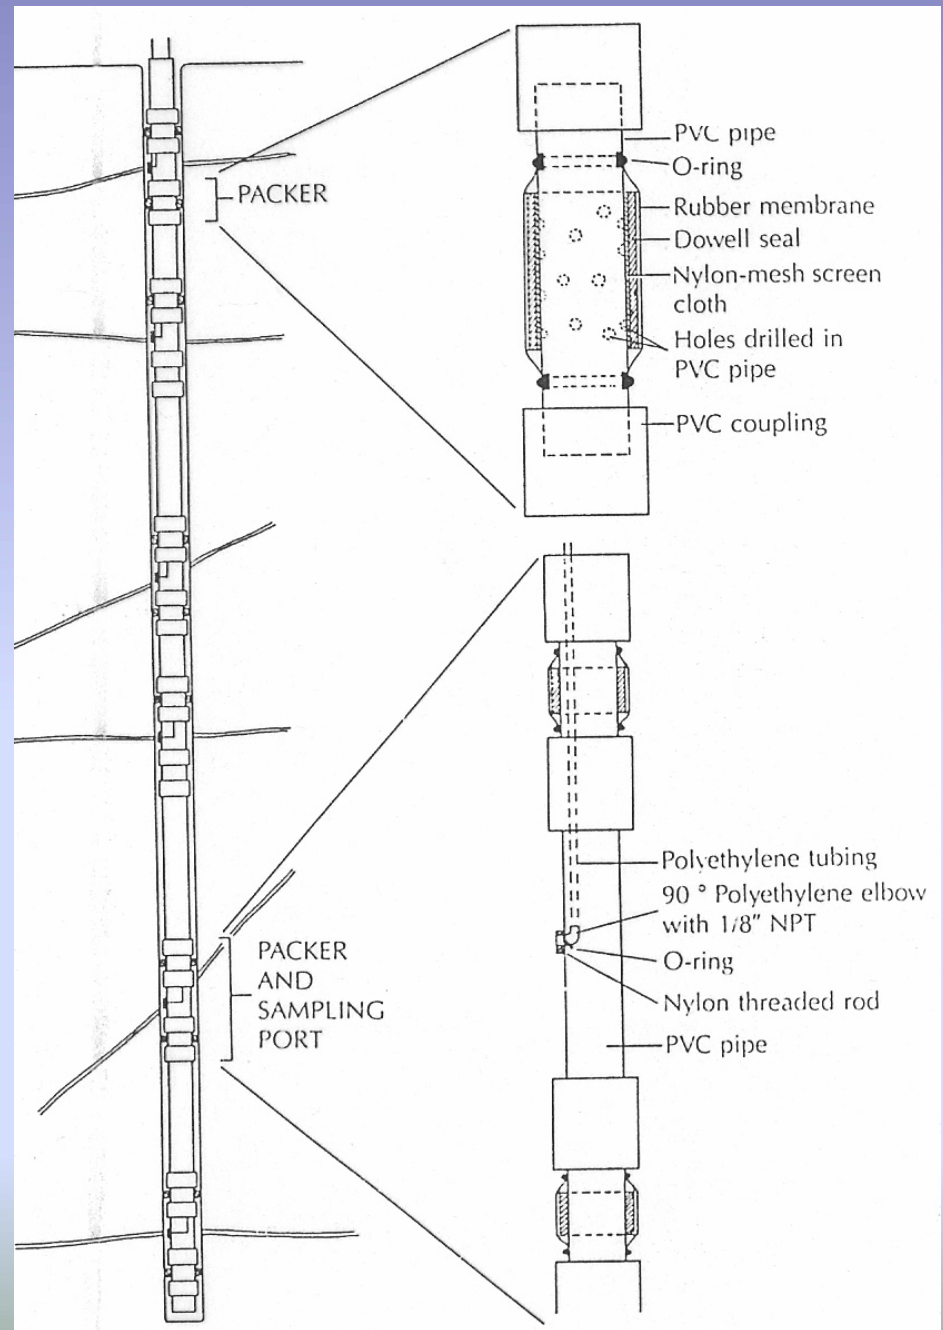 PVC pipe
O-ring
PACKER
Rubber membrane
Dowell seal
Nylon-mesh screen
cloth
Holes drilled in
PVC pipe
PVC coupling
Polyethylene tubing
90 ° Polyethylene elbow
with 1/8" NPT
O-ring
Nylon threaded rod
PVC pipe
PACKER
AND
SAMPLING
PORT